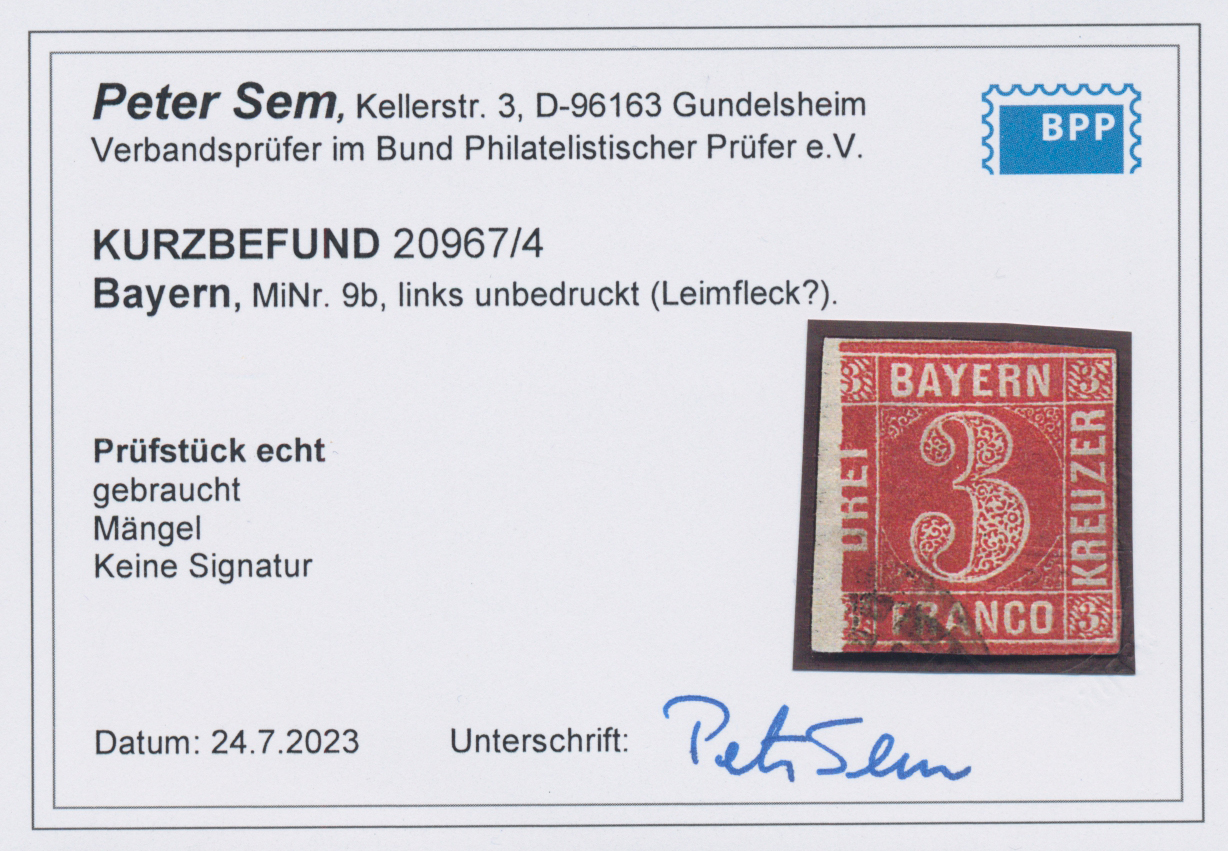 Peter Sem, Kellerstr. 3, D-96163 Gundelsheim
Verbandsprüfer im Bund Philatelistischer Prüfer e.V.
BPP
KURZBEFUND 20967/4
Bayern, MiNr. 9b, links unbedruckt (Leimfleck?).
3 BAYERN 3
DREI
3
KREUZER
FRANCO 3
Prüfstück echt
gebraucht
Mängel
Keine Signatur
Datum: 24.7.2023 Unterschrift: Peter Sem